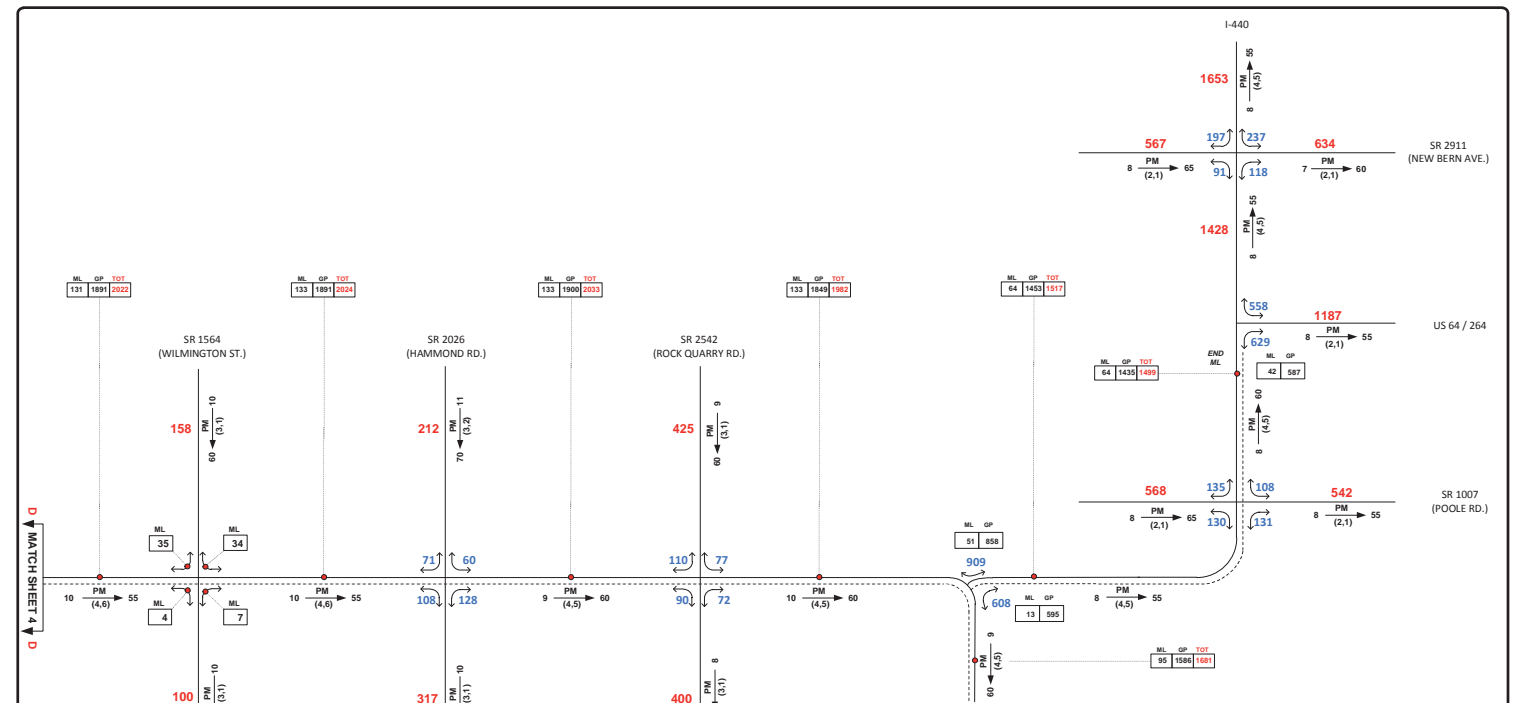 I-440
1653
8 PM 55
(4,5)
197 237
567 634
SR 2911
(NEW BERN AVE.)
8 PM 65
(2,1)
91 118
7 PM 60
(2,1)
1428
8 PM 55
(4,5)
ML GP TOT
131 1891 2022
ML GP TOT
133 1891 2024
ML GP TOT
133 1900 2033
ML GP TOT
133 1849 1982
ML GP TOT
64 1453 1517
558
1187
US 64 / 264
629
8 PM 55
(2,1)
SR 1564
(WILMINGTON ST.)
SR 2026
(HAMMOND RD.)
SR 2542
(ROCK QUARRY RD.)
END
ML
ML GP TOT
64 1435 1499
ML GP
42 587
158
10 PM 60
(3,1)
212
11 PM 70
(3,2)
425
9 PM 60
(3,1)
8 PM 60
(4,5)
135 108
568 542
SR 1007
(POOLE RD.)
8 PM 65
(2,1)
130 131
8 PM 55
(2,1)
D MATCH SHEET 4 D
ML
35
ML
34
71 60
110 77
ML GP
51 858
909
10 PM 55
(4,6)
10 PM 55
(4,6)
9 PM 60
(4,5)
10 PM 60
(4,5)
8 PM 55
(4,5)
ML
4
ML
7
108 128
90 72
608
ML GP
13 595
9 PM 60
(4,5)
ML GP TOT
95 1586 1681
100
10 PM
(3,1)
317
10 PM
(3,1)
400
8 PM
(3,1)